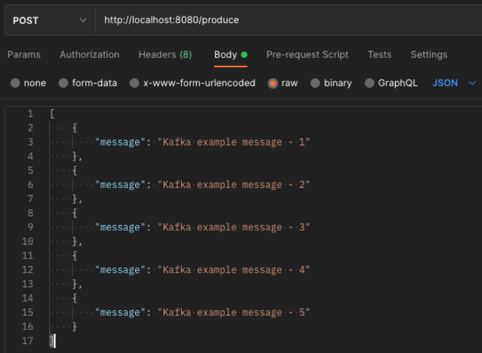 POST http://localhost:8080/produce
Params Authorization Headers (8) Body Pre-request Script Tests Settings
none form-data x-www-form-urlencoded raw binary GraphQL JSON
1 [
2 {
3 "message": "Kafka example message - 1"
4 },
5 {
6 "message": "Kafka example message - 2"
7 },
8 {
9 "message": "Kafka example message - 3"
10 },
11 {
12 "message": "Kafka example message - 4"
13 },
14 {
15 "message": "Kafka example message - 5"
16 }
17 ]